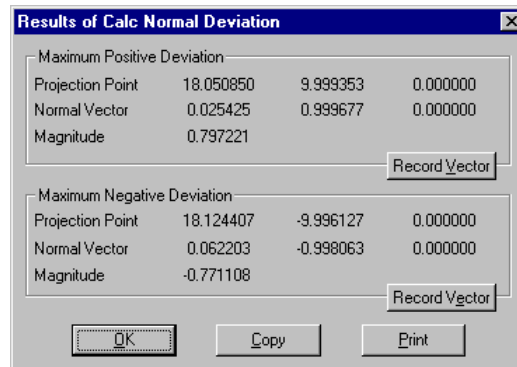 Results of Calc Normal Deviation
Maximum Positive Deviation
Projection Point 18.050850 9.999353 0.000000
Normal Vector 0.025425 0.999677 0.000000
Magnitude 0.797221
Record Vector
Maximum Negative Deviation
Projection Point 18.124407 -9.996127 0.000000
Normal Vector 0.062203 -0.998063 0.000000
Magnitude -0.771108
Record Vector
OK Copy Print